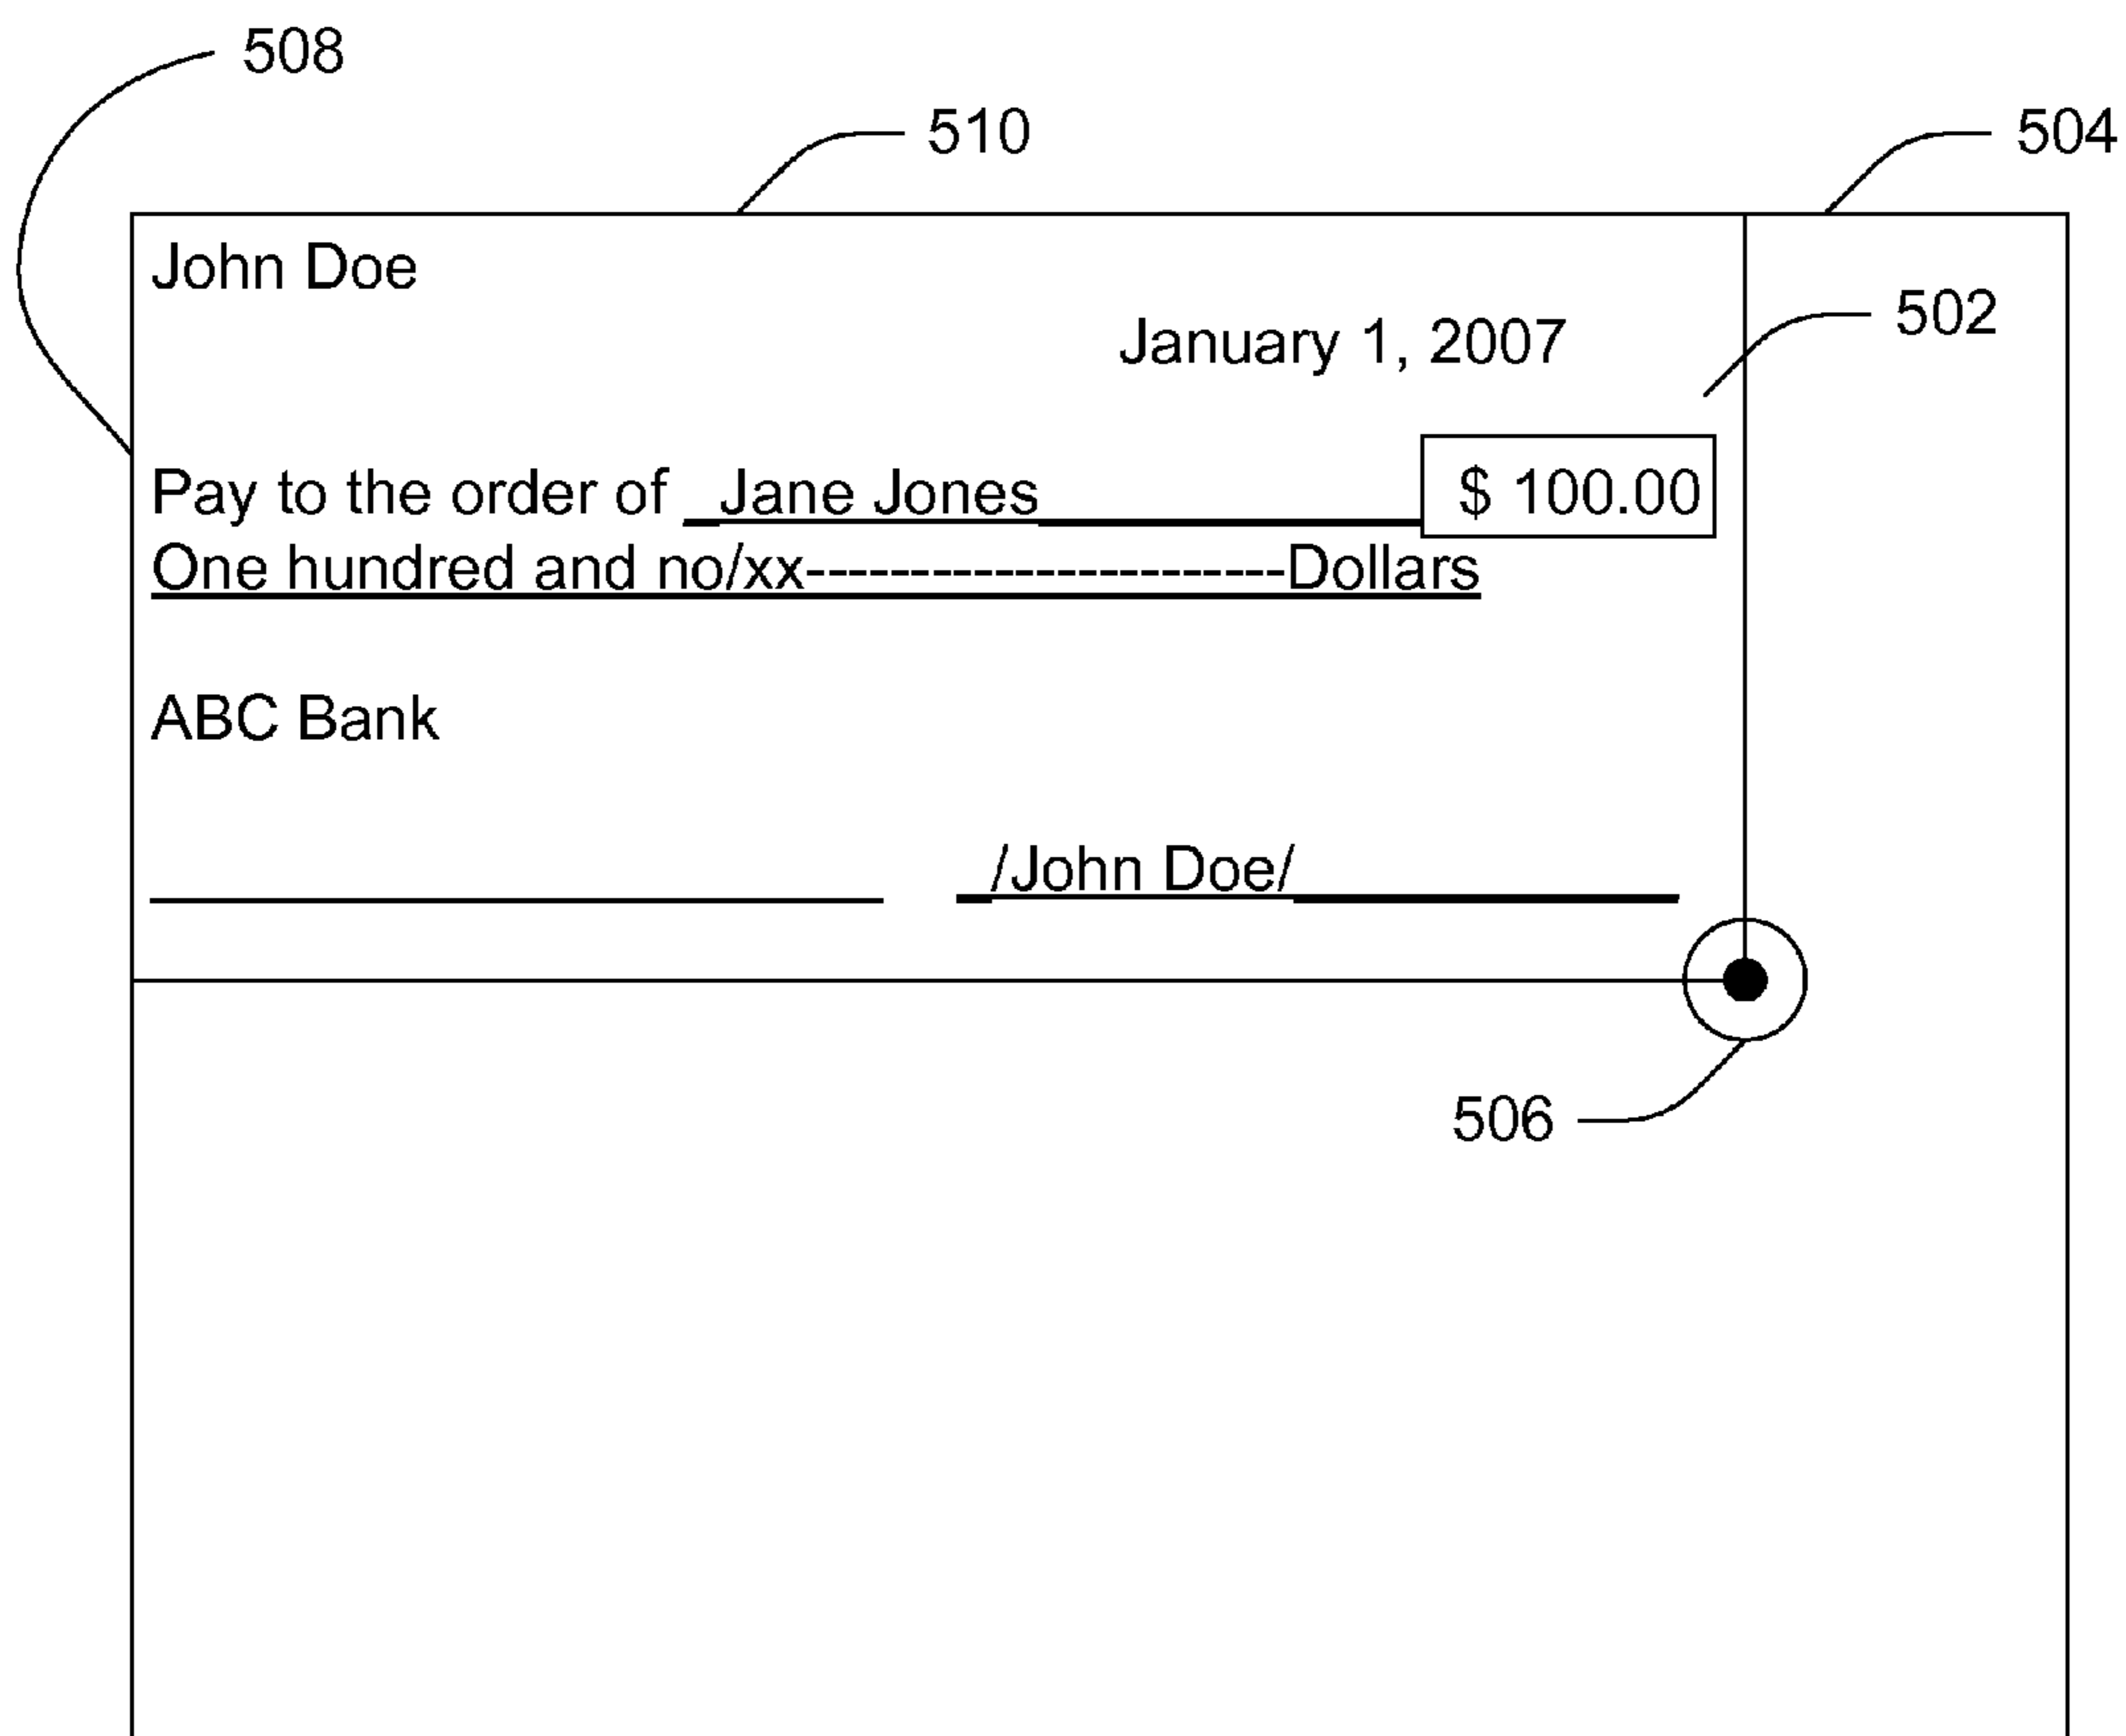 508
510
504
John Doe
502
January 1, 2007
Pay to the order of Jane Jones $ 100.00
One hundred and no/xx-----------------------Dollars
ABC Bank
/John Doe/
506